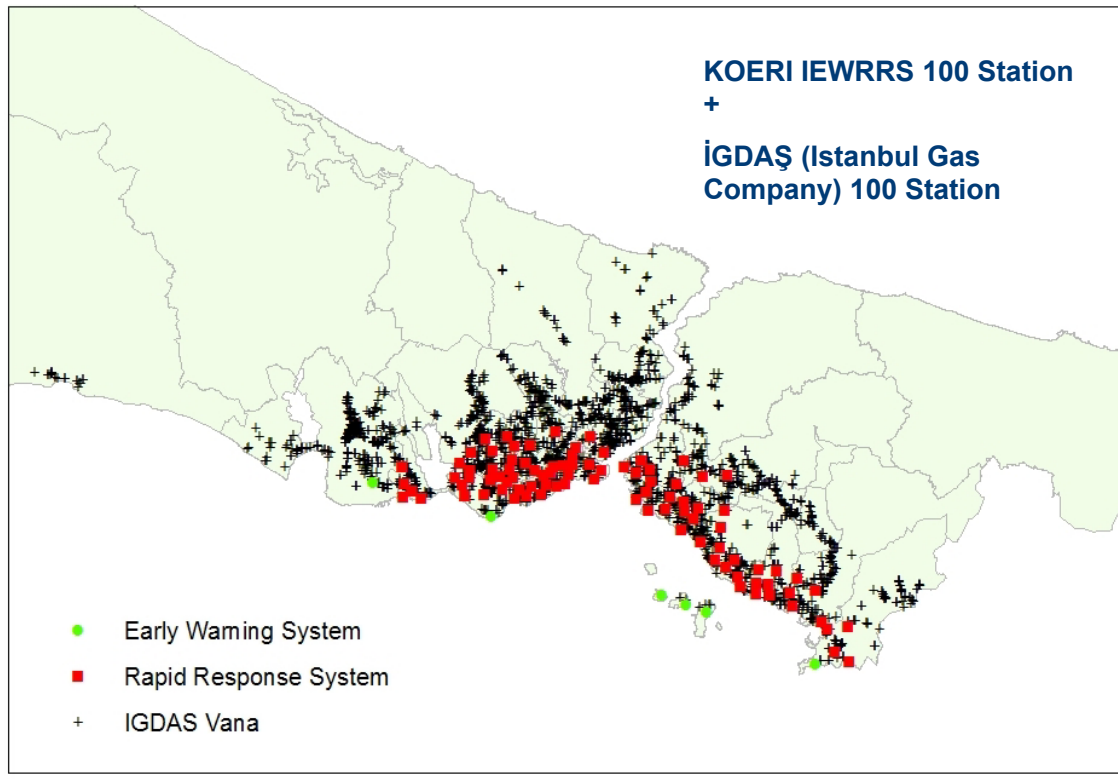 KOERI IEWRRS 100 Station
+
İGDAŞ (Istanbul Gas
Company) 100 Station
Early Warning System
Rapid Response System
IGDAS Vana